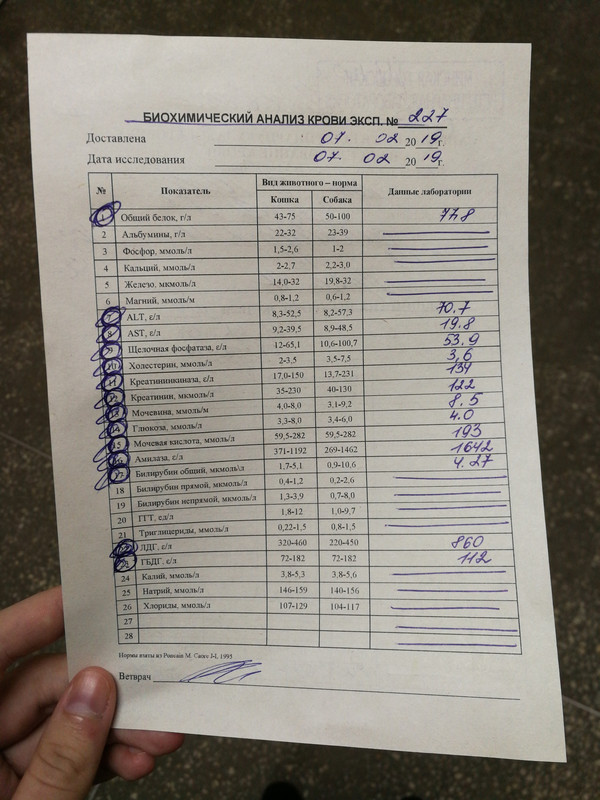 БИОХИМИЧЕСКИЙ АНАЛИЗ КРОВИ ЭКСП. № 227
Доставлена 07. 02 2019г.
Дата исследования 07. 02 2019г.
№ Показатель Вид животного – норма Данные лаборатории
Кошка Собака
1 Общий белок, г/л 43-75 50-100 77,8
2 Альбумины, г/л 22-32 23-39
3 Фосфор, ммоль/л 1,5-2,6 1-2
4 Кальций, ммоль/л 2-2,7 2,2-3,0
5 Железо, мкмоль/л 14,0-32 19,8-32
6 Магний, ммоль/м 0,8-1,2 0,6-1,2
7 ALT, е/л 8,3-52,5 8,2-57,3 70.7
8 AST, е/л 9,2-39,5 8,9-48,5 19.8
9 Щелочная фосфатаза, е/л 12-65,1 10,6-100,7 53.9
10 Холестерин, ммоль/л 2-3,5 3,5-7,5 3,6
11 Креатининкиназа, е/л 17,0-150 13,7-231 134
12 Креатинин, мкмоль/л 35-230 40-130 122
13 Мочевина, ммоль/м 4,0-8,0 3,1-9,2 8.5
14 Глюкоза, ммоль/л 3,3-8,0 3,4-6,0 4.0
15 Мочевая кислота, ммоль/л 59,5-282 59,5-282 193
16 Амилаза, е/л 371-1192 269-1462 1642
17 Билирубин общий, мкмоль/л 1,7-5,1 0,9-10,6 4.27
18 Билирубин прямой, мкмоль/л 0,4-1,2 0,2-2,6
19 Билирубин непрямой, мкмоль/л 1,3-3,9 0,7-8,0
20 ГГТ, ед/л 1,8-12 1,0-9,7
21 Триглицериды, ммоль/л 0,22-1,5 0,8-1,5
ЛДГ, е/л 320-460 220-450 860
ГБДГ, е/л 72-182 72-182 112
24 Калий, ммоль/л 3,8-5,3 3,8-5,6
25 Натрий, ммоль/л 146-159 140-156
26 Хлориды, ммоль/л 107-129 104-117
27
28
Нормы взяты из М. Сante J-I, 1995
Ветврач